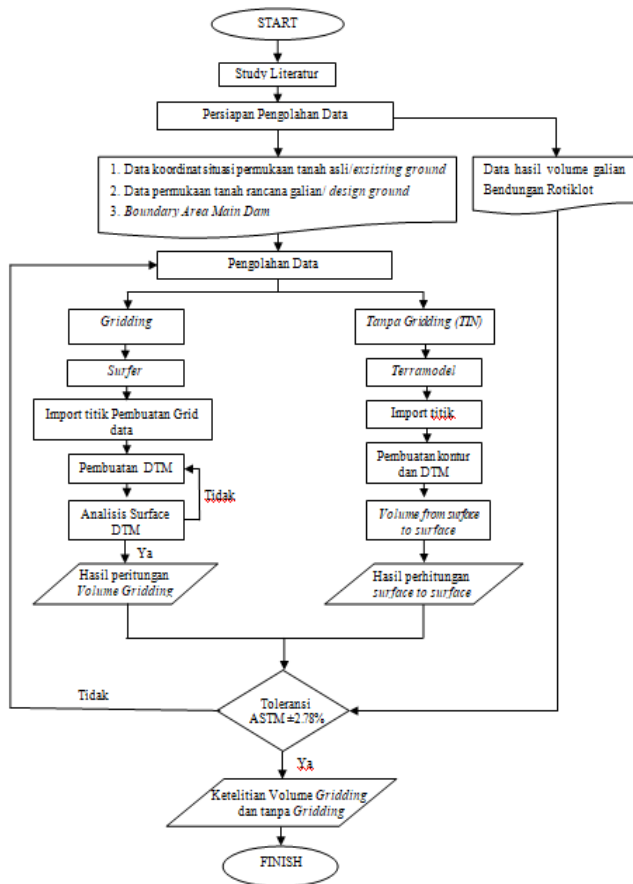 START
Study Literatur
Persiapan Pengolahan Data
1. Data koordinat situasi permukaan tanah asli/exsisting ground
2. Data permukaan tanah rancana galian/ design ground
3. Boundary Area Main Dam
Data hasil volume galian
Bendungan Rotiklot
Pengolahan Data
Gridding
Tanpa Gridding (TIN)
Surfer
Terramodel
Import titik Pembuatan Grid
data
Import titik
Pembuatan DTM
Pembuatan kontur
dan DTM
Tidak
Analisis Surface
DTM
Volume from surface
to surface
Ya
Hasil peritungan
Volume Gridding
Hasil perhitungan
surface to surface
Tidak
Toleransi
ASTM ±2.78%
Ya
Ketelitian Volume Gridding
dan tanpa Gridding
FINISH